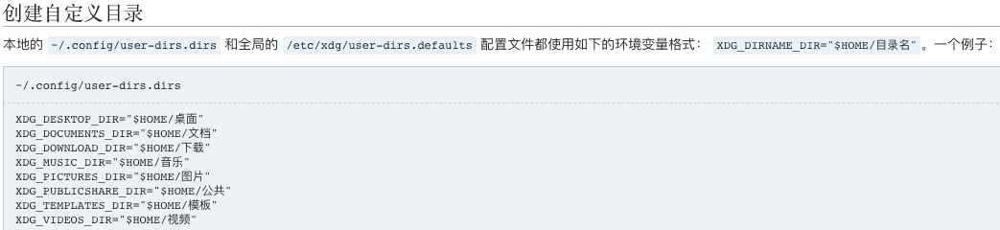 创建自定义目录
本地的 ~/.config/user-dirs.dirs 和全局的 /etc/xdg/user-dirs.defaults 配置文件都使用如下的环境变量格式： XDG_DIRNAME_DIR="$HOME/目录名" 。一个例子：
~/.config/user-dirs.dirs
XDG_DESKTOP_DIR="$HOME/桌面"
XDG_DOCUMENTS_DIR="$HOME/文档"
XDG_DOWNLOAD_DIR="$HOME/下载"
XDG_MUSIC_DIR="$HOME/音乐"
XDG_PICTURES_DIR="$HOME/图片"
XDG_PUBLICSHARE_DIR="$HOME/公共"
XDG_TEMPLATES_DIR="$HOME/模板"
XDG_VIDEOS_DIR="$HOME/视频"